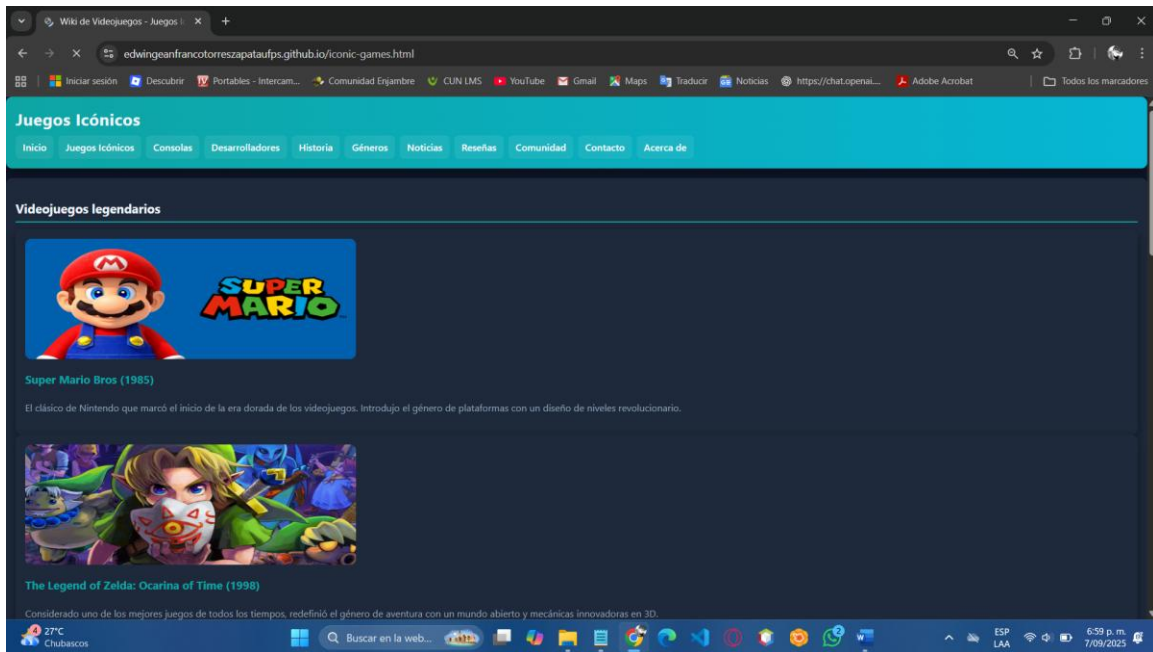 Wiki de Videojuegos - Juegos I
edwingeanfrancotorreszapataufps.github.io/iconic-games.html
Iniciar sesión Descubrir Portables - Intercam... Comunidad Enjambre CUN LMS YouTube Gmail Maps Traducir Noticias https://chat.openai.... Adobe Acrobat Todos los marcadores
Juegos Icónicos
Inicio Juegos Icónicos Consolas Desarrolladores Historia Géneros Noticias Reseñas Comunidad Contacto Acerca de
Videojuegos legendarios
SUPER
MARIO
Super Mario Bros (1985)
El clásico de Nintendo que marcó el inicio de la era dorada de los videojuegos. Introdujo el género de plataformas con un diseño de niveles revolucionario.
The Legend of Zelda: Ocarina of Time (1998)
Considerado uno de los mejores juegos de todos los tiempos, redefinió el género de aventura con un mundo abierto y mecánicas innovadoras en 3D.
4 27°C
Chubascos
Buscar en la web...
ESP
LAA
6:59 p. m.
7/09/2025